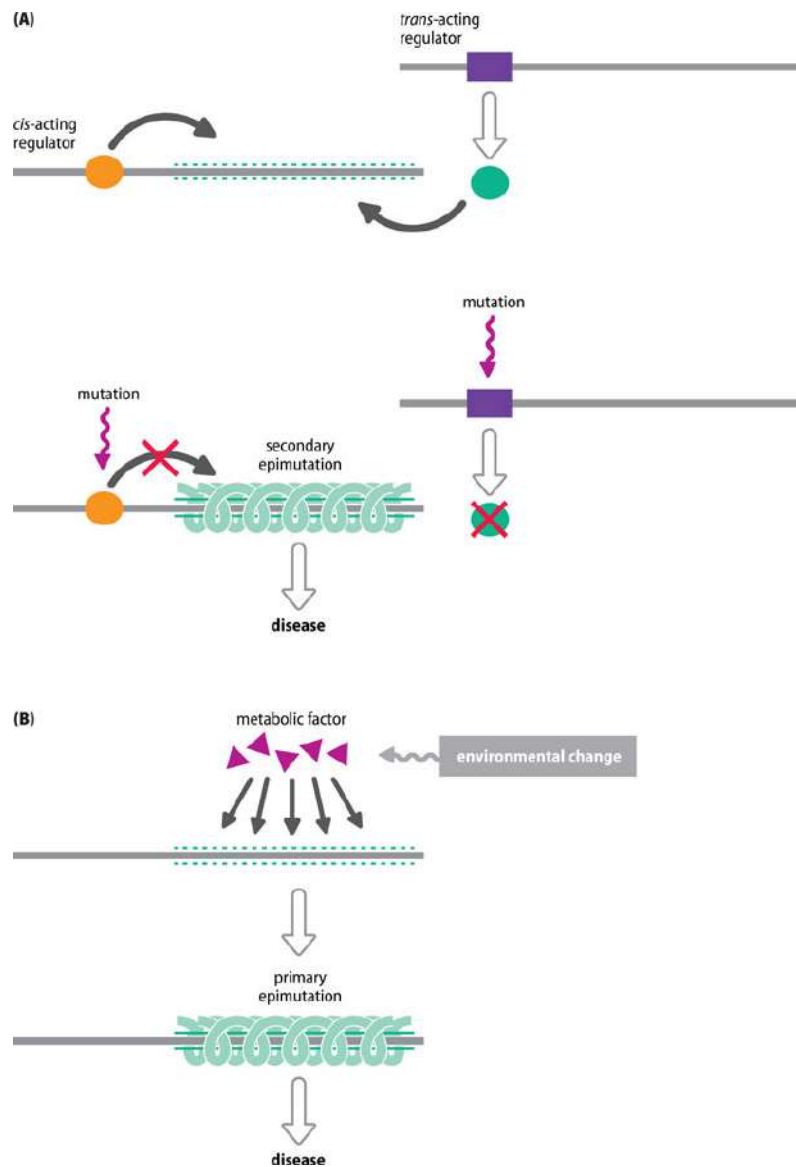 (A)
trans-acting
regulator
cis-acting
regulator
mutation
mutation
secondary
epimutation
disease
(B)
metabolic factor
environmental change
primary
epimutation
disease